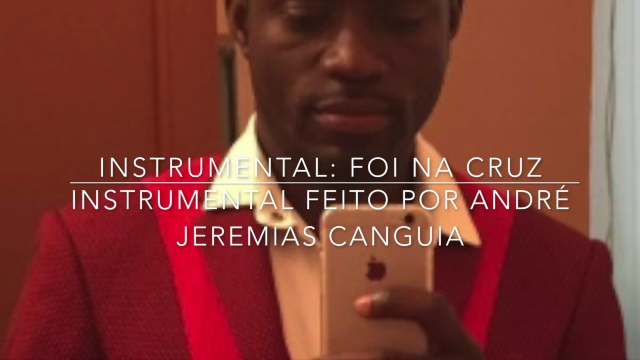 INSTRUMENTAL: FOI NA CRUZ
INSTRUMENTAL FEITO POR ANDRÉ
JEREMIAS CANGUIA